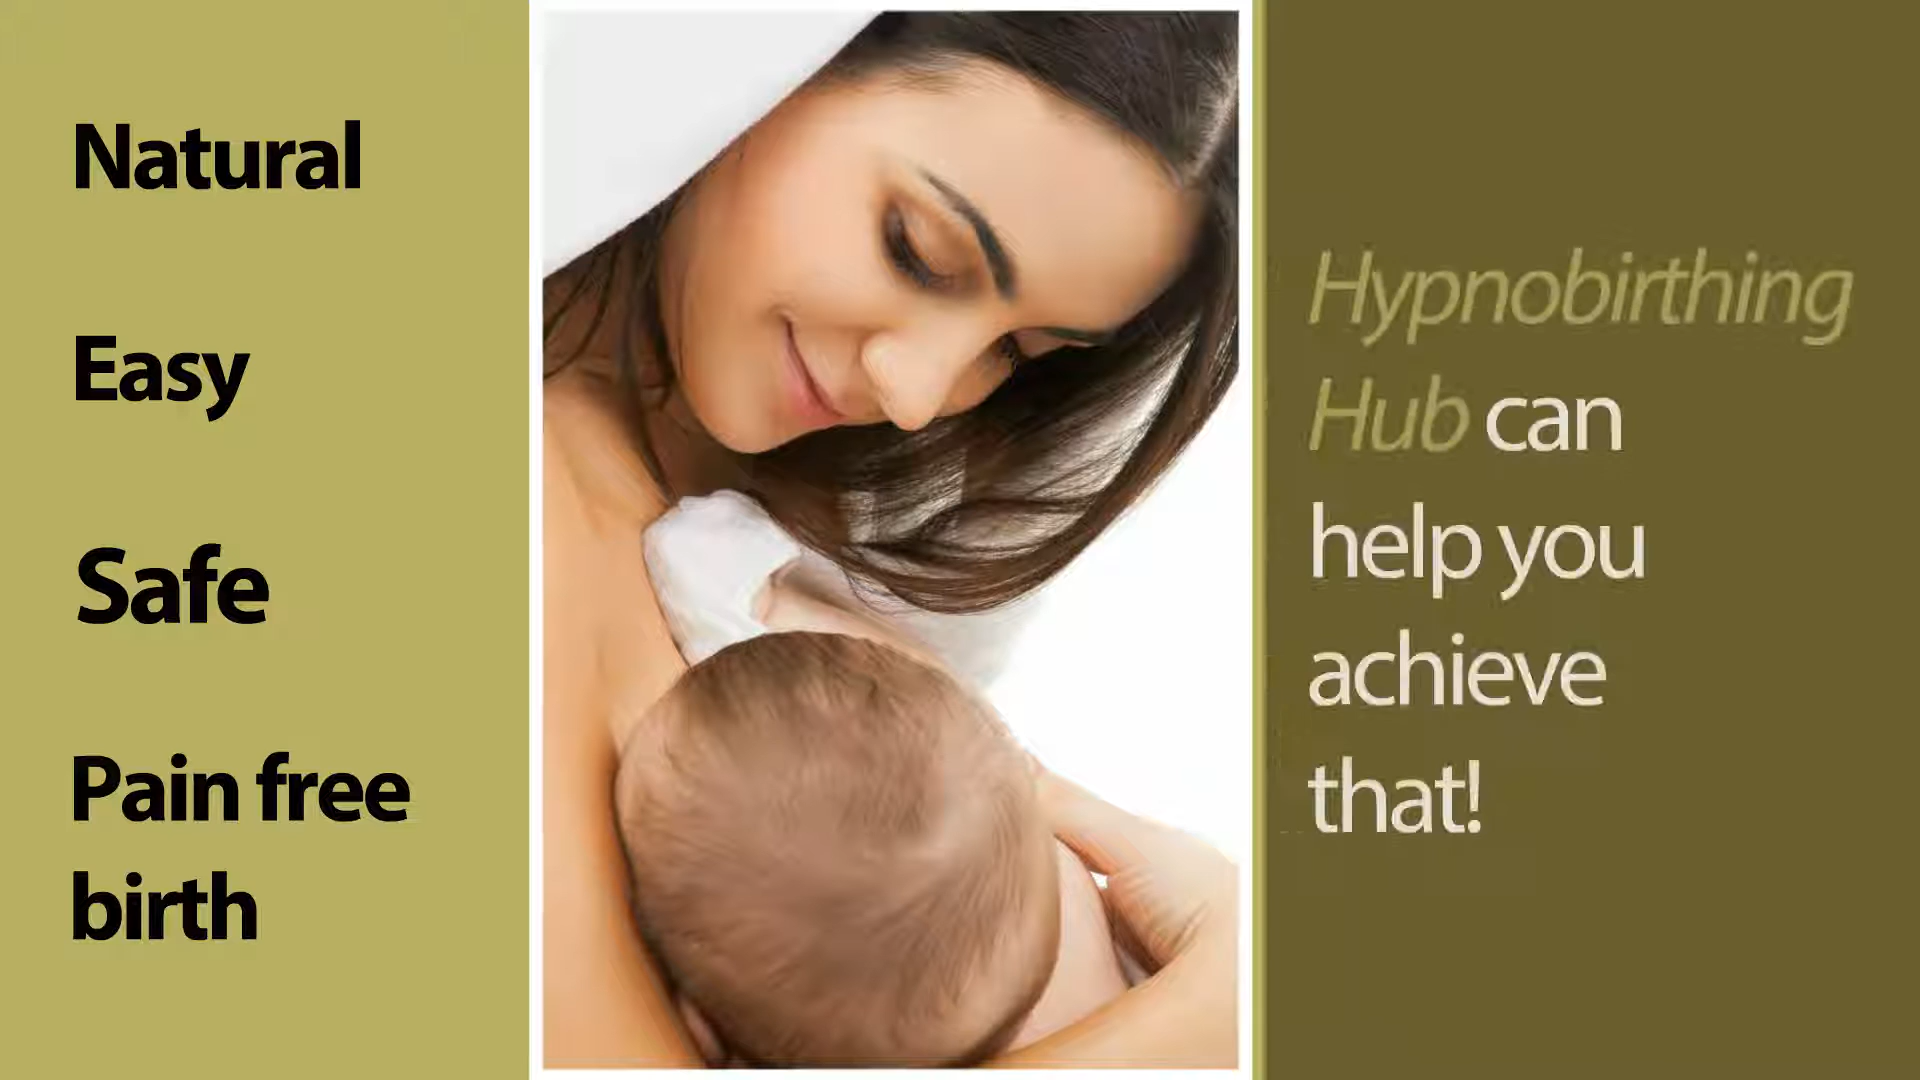 Natural
Easy
Safe
Pain free
birth
Hypnobirthing
Hub can
help you
achieve
that!